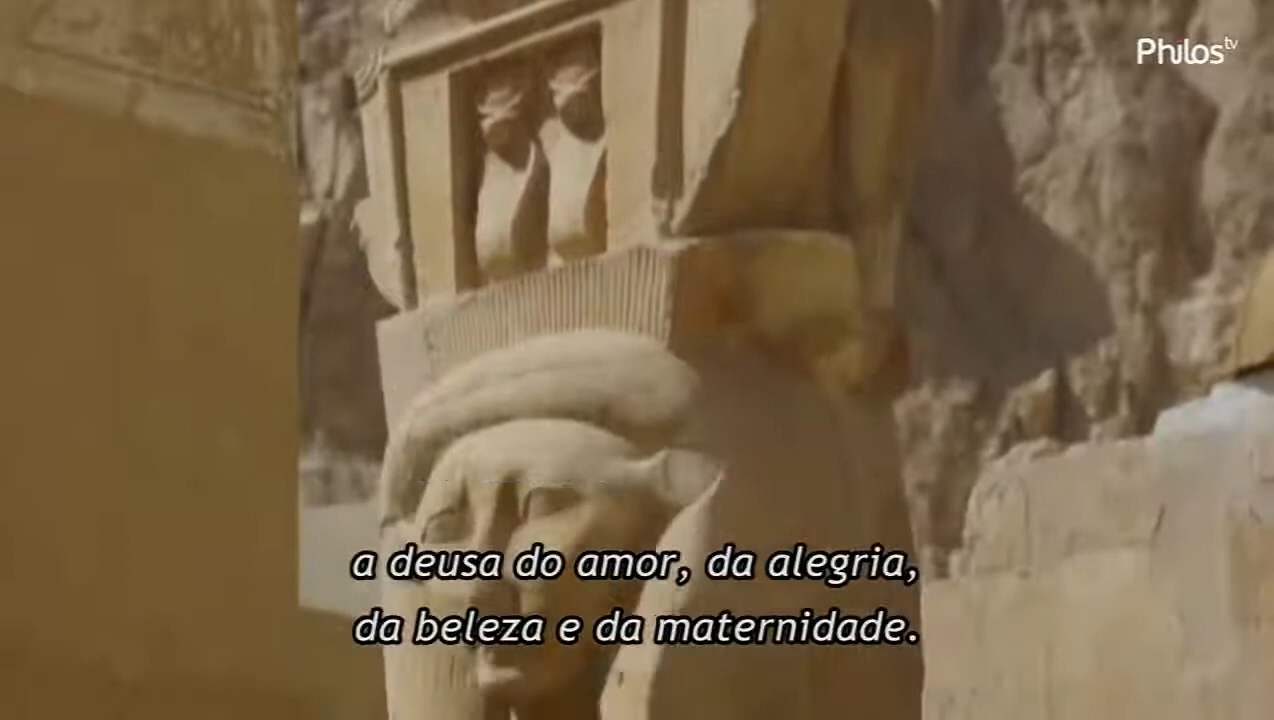 Philos tv
a deusa do amor, da alegria,
da beleza e da maternidade.